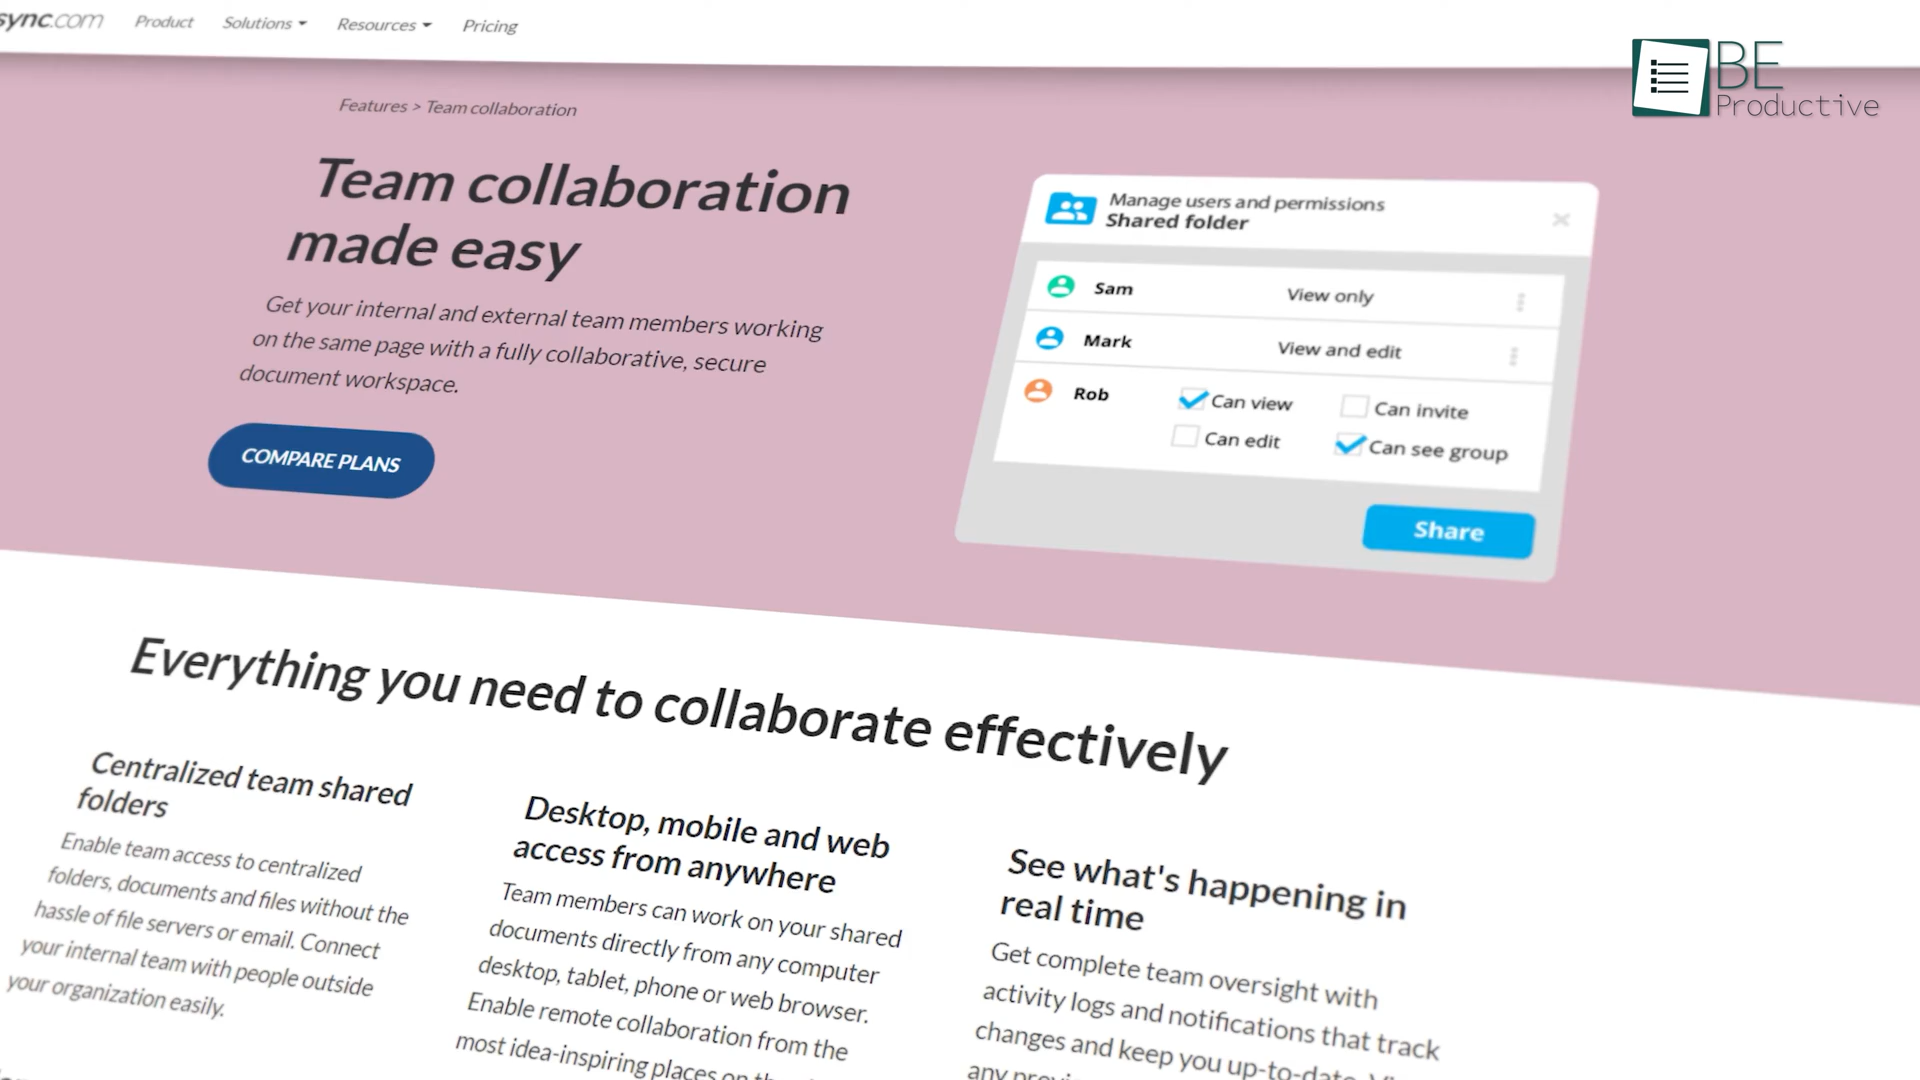 sync.com Product Solutions Resources Pricing
BE
Productive
Features > Team collaboration
Team collaboration
made easy
Get your internal and external team members working
on the same page with a fully collaborative, secure
document workspace.
COMPARE PLANS
Manage users and permissions
Shared folder
Sam View only
Mark View and edit
Rob Can view Can invite
Can edit Can see group
Share
Everything you need to collaborate effectively
Centralized team shared
folders
Enable team access to centralized
folders, documents and files without the
hassle of file servers or email. Connect
your internal team with people outside
your organization easily.
Desktop, mobile and web
access from anywhere
Team members can work on your shared
documents directly from any computer
desktop, tablet, phone or web browser.
Enable remote collaboration from the
most idea-inspiring places on
See what's happening in
real time
Get complete team oversight with
activity logs and notifications that track
changes and keep you up-to-date.
any